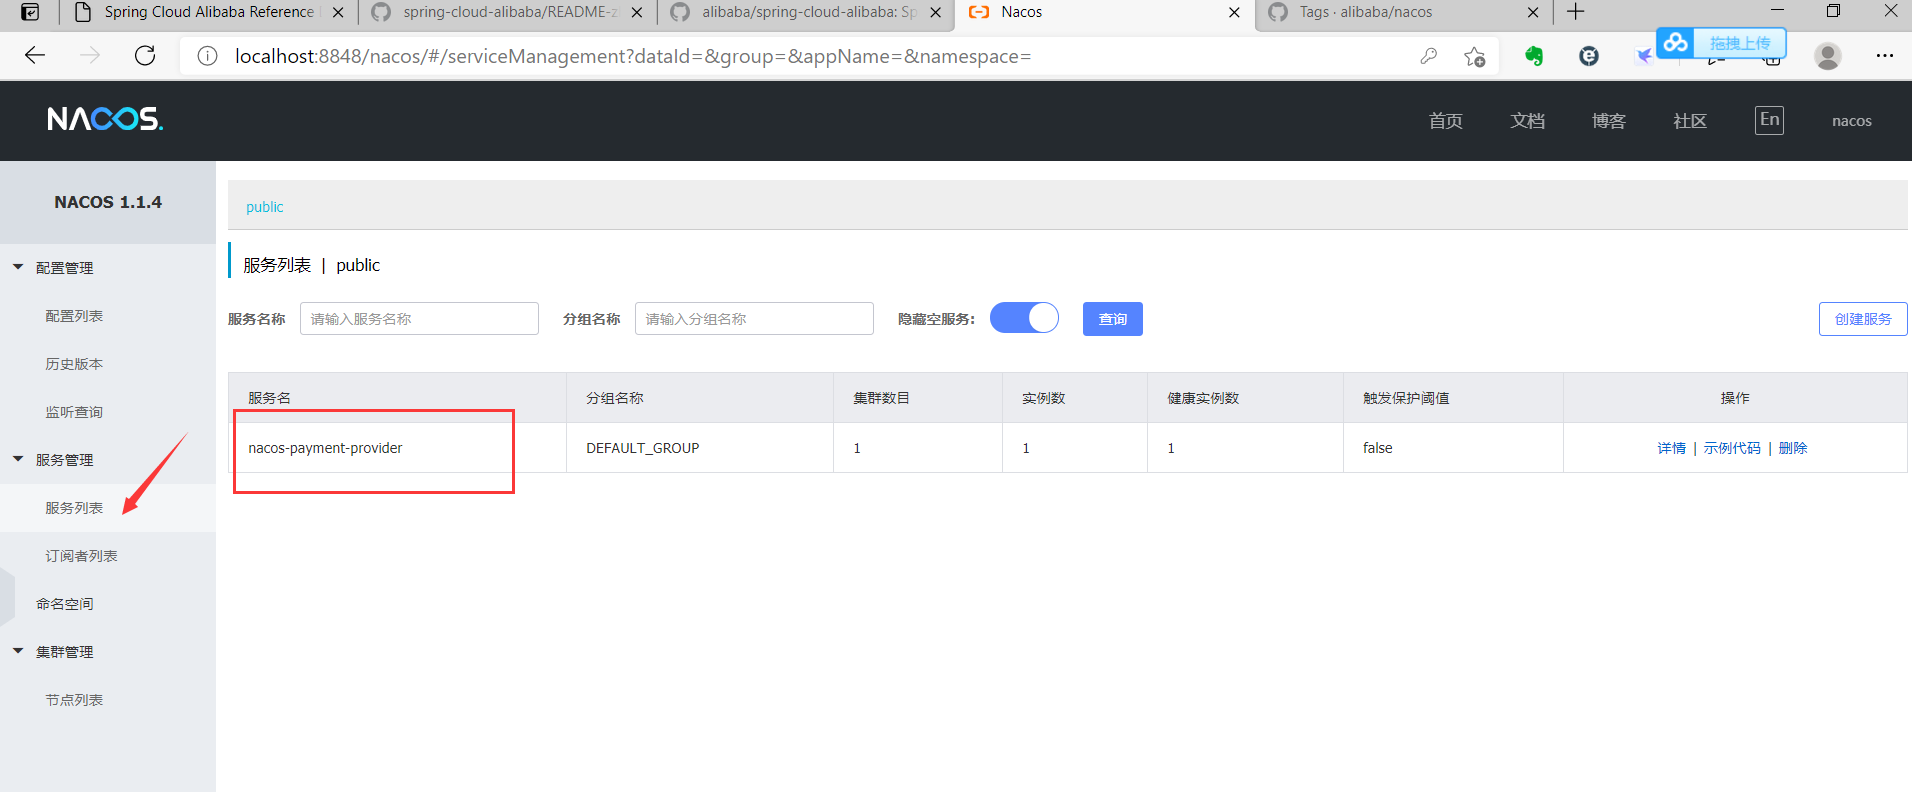 Spring Cloud Alibaba Reference
spring-cloud-alibaba/README-z
alibaba/spring-cloud-alibaba: Sp
Nacos
Tags · alibaba/nacos
localhost:8848/nacos/#/serviceManagement?dataId=&group=&appName=&namespace=
拖拽上传
NACOS.
首页
文档
博客
社区
En
nacos
NACOS 1.1.4
配置管理
配置列表
历史版本
监听查询
服务管理
服务列表
订阅者列表
命名空间
集群管理
节点列表
public
服务列表 | public
服务名称 请输入服务名称 分组名称 请输入分组名称 隐藏空服务: 查询 创建服务
服务名 分组名称 集群数目 实例数 健康实例数 触发保护阈值 操作
nacos-payment-provider DEFAULT_GROUP 1 1 1 false 详情 | 示例代码 | 删除